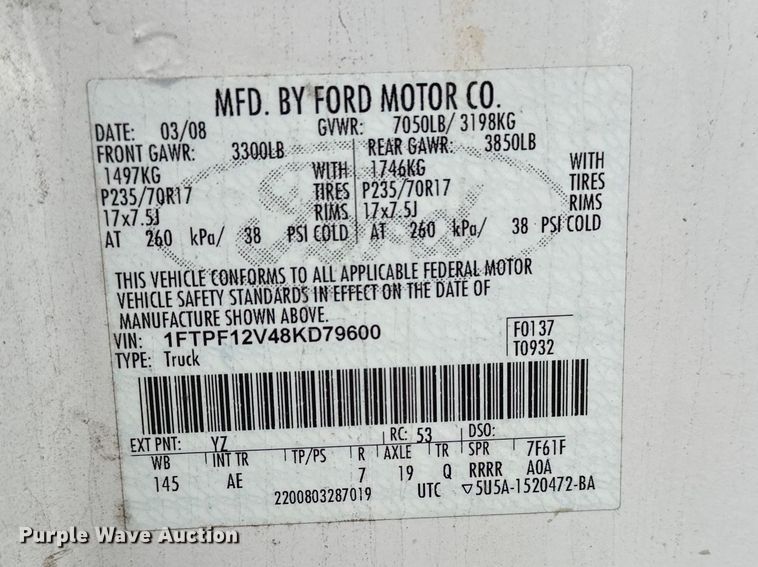 MFD. BY FORD MOTOR CO.
DATE: 03/08 GVWR: 7050LB/ 3198KG
FRONT GAWR: 3300LB REAR GAWR: 3850LB
1497KG WITH 1746KG WITH
P235/70R17 TIRES P235/70R17 TIRES
17x7.5J RIMS 17x7.5J RIMS
AT 260 kPa/ 38 PSI COLD AT 260 kPa/ 38 PSI COLD
THIS VEHICLE CONFORMS TO ALL APPLICABLE FEDERAL MOTOR
VEHICLE SAFETY STANDARDS IN EFFECT ON THE DATE OF
MANUFACTURE SHOWN ABOVE.
VIN: 1FTPF12V48KD79600 F0137
TYPE: Truck T0932
EXT PNT: YZ RC: 53 DSO:
WB INT TR TP/PS R AXLE TR SPR 7F61F
145 AE 7 19 Q RRRR A0A
2200803287019 UTC ▽5U5A-1520472-BA
Purple Wave Auction